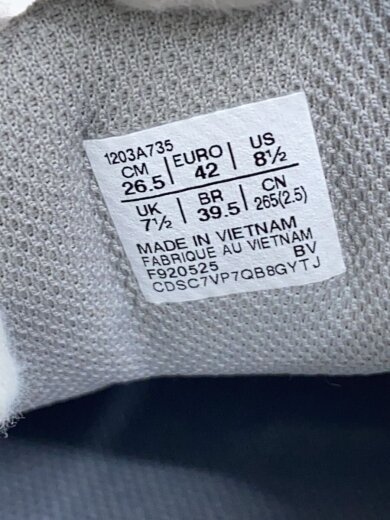 1203A735
CM EURO US
26.5 42 8½
UK BR CN
7½ 39.5 265(2.5)
MADE IN VIETNAM
FABRIQUE AU VIETNAM
F920525 BV
CDSC7VP7QB8GYTJ